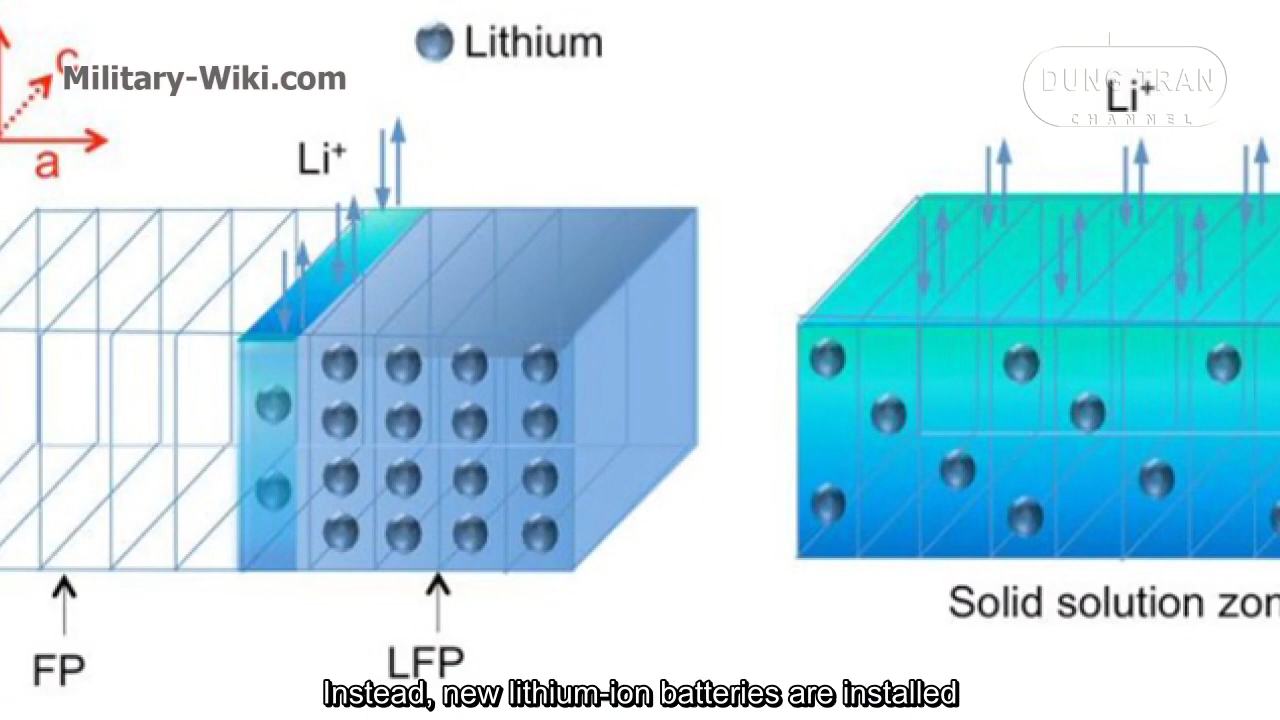 Lithium
c
Military-Wiki.com
DUNG TRAN
CHANNEL
Li⁺
a
Li⁺
Solid solution zon
FP
LFP
Instead, new lithium-ion batteries are installed